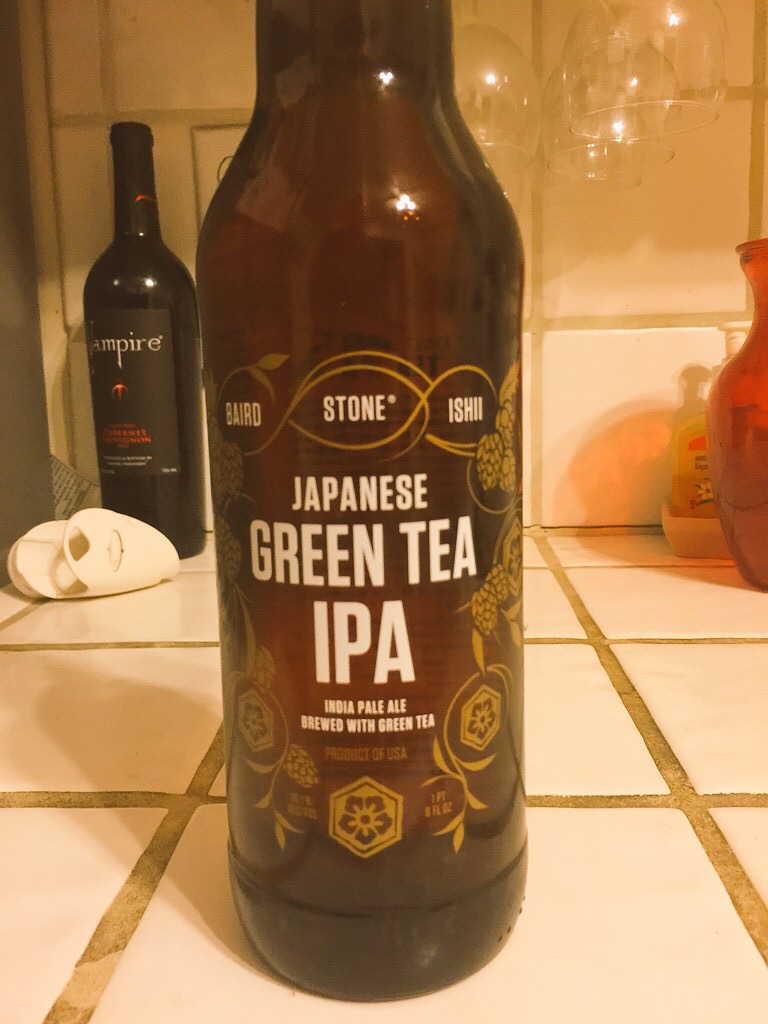 BAIRD STONE® ISHII
JAPANESE
GREEN TEA
IPA
INDIA PALE ALE
BREWED WITH GREEN TEA
PRODUCT OF USA
1 PT
6 FL OZ
ampire
CABERNET
SAUVIGNON